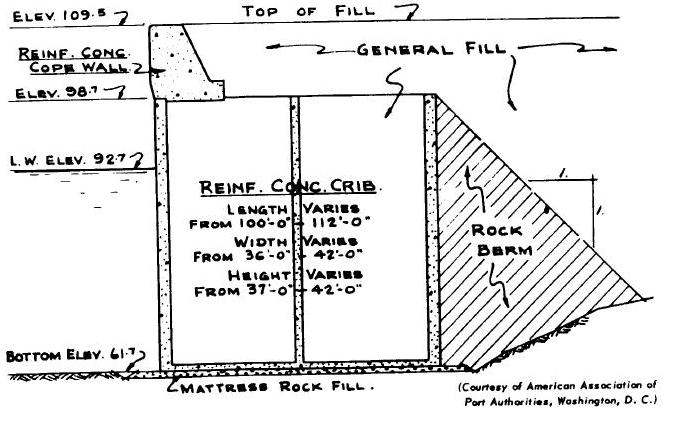 ELEV. 109.5
TOP OF FILL
REINF. CONC.
COPE WALL
GENERAL FILL
ELEV. 98.7
L.W. ELEV. 92.7
REINF. CONC. CRIB.
LENGTH VARIES
FROM 100'-0" - 112'-0"
WIDTH VARIES
FROM 36'-0" - 42'-0"
HEIGHT VARIES
FROM 37'-0" - 42'-0"
1.
1.
ROCK
BERM
BOTTOM ELEV. 61.7
MATTRESS ROCK FILL.
(Courtesy of American Association of
Port Authorities, Washington, D. C.)